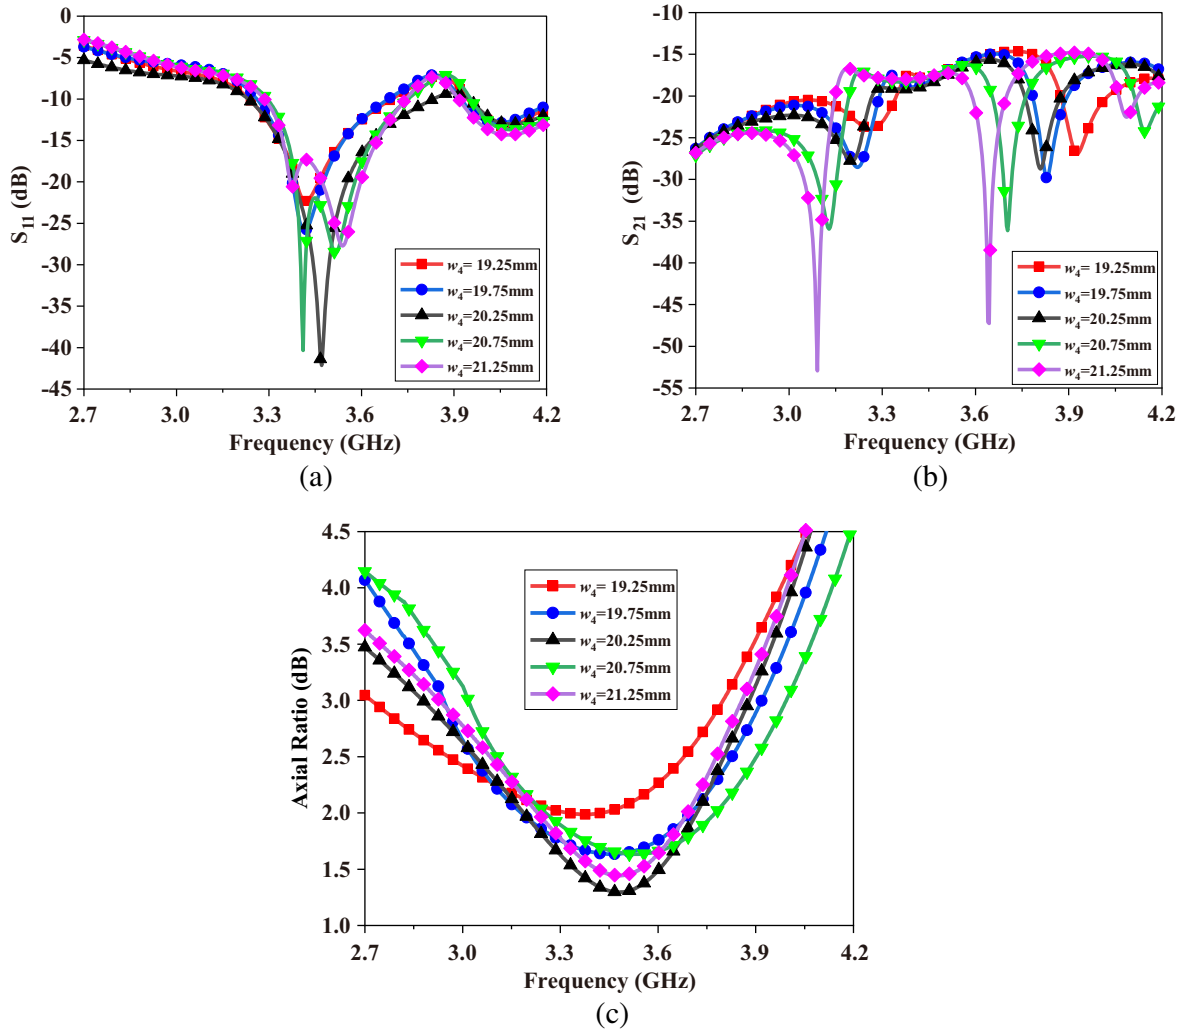 0
-5
-10
-15
-20
-25
-30
-35
-40
-45
S11 (dB)
w4= 19.25mm
w4=19.75mm
w4=20.25mm
w4=20.75mm
w4=21.25mm
2.7 3.0 3.3 3.6 3.9 4.2
Frequency (GHz)
(a)
-10
-15
-20
-25
-30
-35
-40
-45
-50
-55
S21 (dB)
w4= 19.25mm
w4=19.75mm
w4=20.25mm
w4=20.75mm
w4=21.25mm
2.7 3.0 3.3 3.6 3.9 4.2
Frequency (GHz)
(b)
4.5
4.0
3.5
3.0
2.5
2.0
1.5
1.0
Axial Ratio (dB)
w4= 19.25mm
w4=19.75mm
w4=20.25mm
w4=20.75mm
w4=21.25mm
2.7 3.0 3.3 3.6 3.9 4.2
Frequency (GHz)
(c)